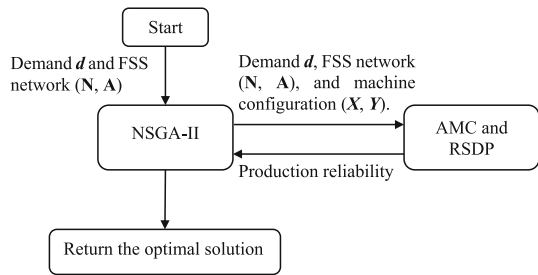 Start
Demand d and FSS
network (N, A)
Demand d, FSS network
(N, A), and machine
configuration (X, Y).
NSGA-II
AMC and
RSDP
Production reliability
Return the optimal solution